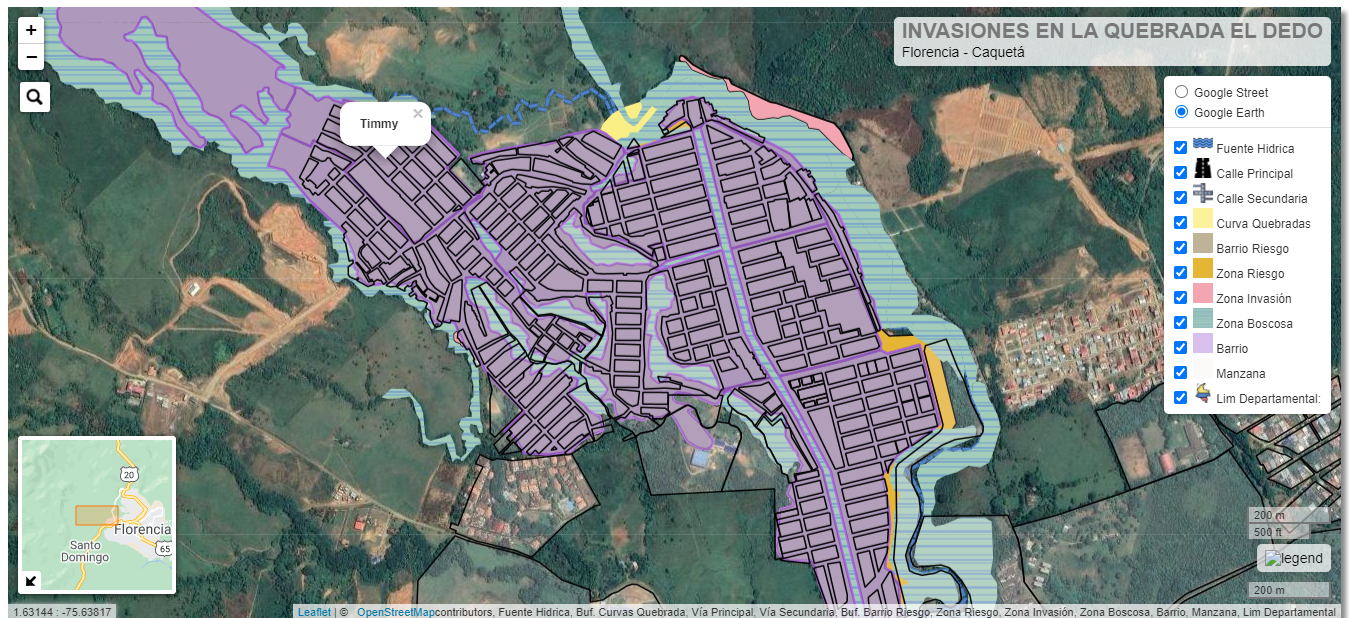 +
−
INVASIONES EN LA QUEBRADA EL DEDO
Florencia - Caquetá
Google Street
Google Earth
Fuente Hidrica
Calle Principal
Calle Secundaria
Curva Quebradas
Barrio Riesgo
Zona Riesgo
Zona Invasión
Zona Boscosa
Barrio
Manzana
Lim Departamental:
Timmy ×
20
Florencia
Santo
Domingo
65
200 m
500 ft
legend
200 m
1.63144 : -75.63817
Leaflet | © OpenStreetMapcontributors, Fuente Hidrica, Buf. Curvas Quebrada, Vía Principal, Vía Secundaria, Buf. Barrio Riesgo, Zona Riesgo, Zona Invasión, Zona Boscosa, Barrio, Manzana, Lim Departamental